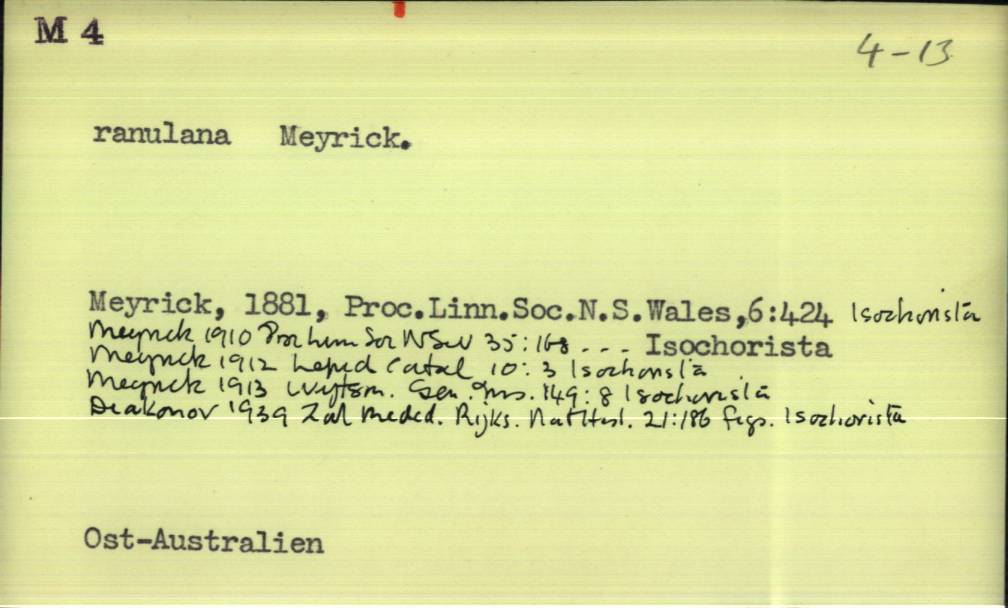 M 4
4-13
ranulana Meyrick.
Meyrick, 1881, Proc.Linn.Soc.N.S.Wales,6:424 Isochorista
Meyrick 1910 Proc Linn Soc NSW 35:168 --- Isochorista
Meyrick 1912 Lepid Catal 10:3 Isochorista
Meyrick 1913 Wytsm. Gen. Ins. 149:8 Isochorista
Diakonov 1939 Zool Meded. Rijks. Nat Hist. 21:186 figs. Isochorista
Ost-Australien